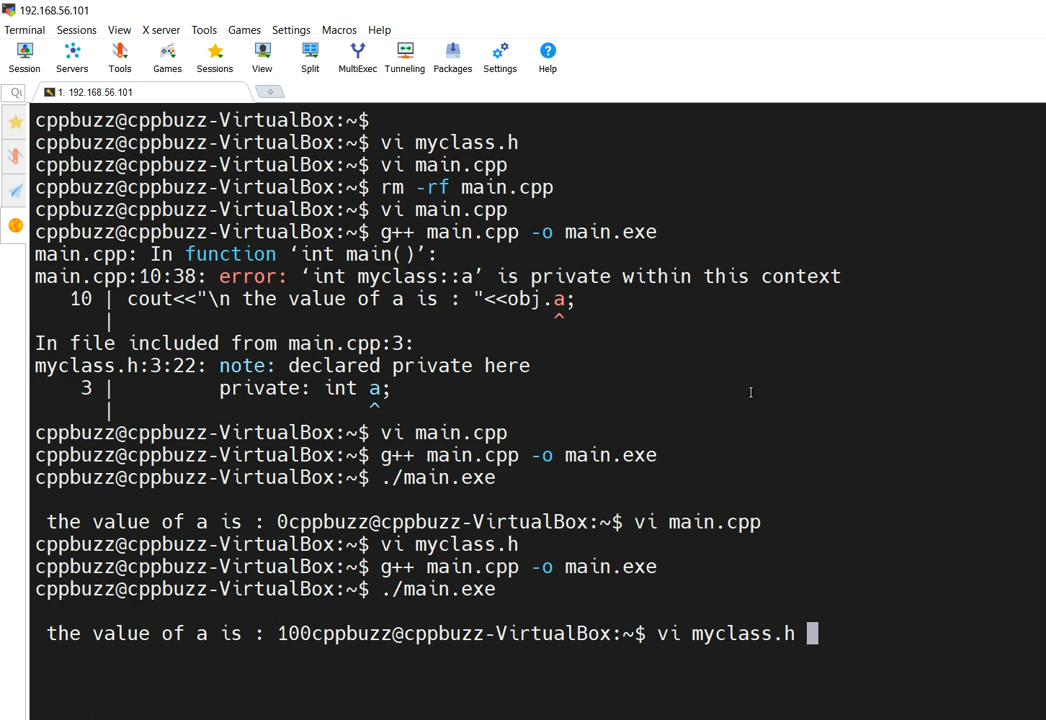 192.168.56.101
Terminal Sessions View X server Tools Games Settings Macros Help
Session Servers Tools Games Sessions View Split MultiExec Tunneling Packages Settings Help
Qu 1. 192.168.56.101
cppbuzz@cppbuzz-VirtualBox:~$
cppbuzz@cppbuzz-VirtualBox:~$ vi myclass.h
cppbuzz@cppbuzz-VirtualBox:~$ vi main.cpp
cppbuzz@cppbuzz-VirtualBox:~$ rm -rf main.cpp
cppbuzz@cppbuzz-VirtualBox:~$ vi main.cpp
cppbuzz@cppbuzz-VirtualBox:~$ g++ main.cpp -o main.exe
main.cpp: In function ‘int main()’:
main.cpp:10:38: error: ‘int myclass::a’ is private within this context
10 | cout<<"\n the value of a is : "<<obj.a;
| ^
In file included from main.cpp:3:
myclass.h:3:22: note: declared private here
3 | private: int a;
| ^
cppbuzz@cppbuzz-VirtualBox:~$ vi main.cpp
cppbuzz@cppbuzz-VirtualBox:~$ g++ main.cpp -o main.exe
cppbuzz@cppbuzz-VirtualBox:~$ ./main.exe
the value of a is : 0cppbuzz@cppbuzz-VirtualBox:~$ vi main.cpp
cppbuzz@cppbuzz-VirtualBox:~$ vi myclass.h
cppbuzz@cppbuzz-VirtualBox:~$ g++ main.cpp -o main.exe
cppbuzz@cppbuzz-VirtualBox:~$ ./main.exe
the value of a is : 100cppbuzz@cppbuzz-VirtualBox:~$ vi myclass.h